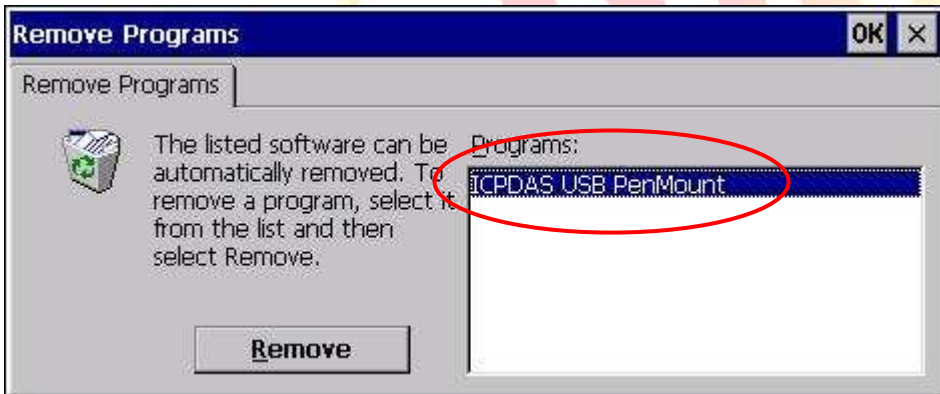 Remove Programs
OK ×
Remove Programs
The listed software can be
automatically removed. To
remove a program, select it
from the list and then
select Remove.
Programs:
ICPDAS USB PenMount
Remove